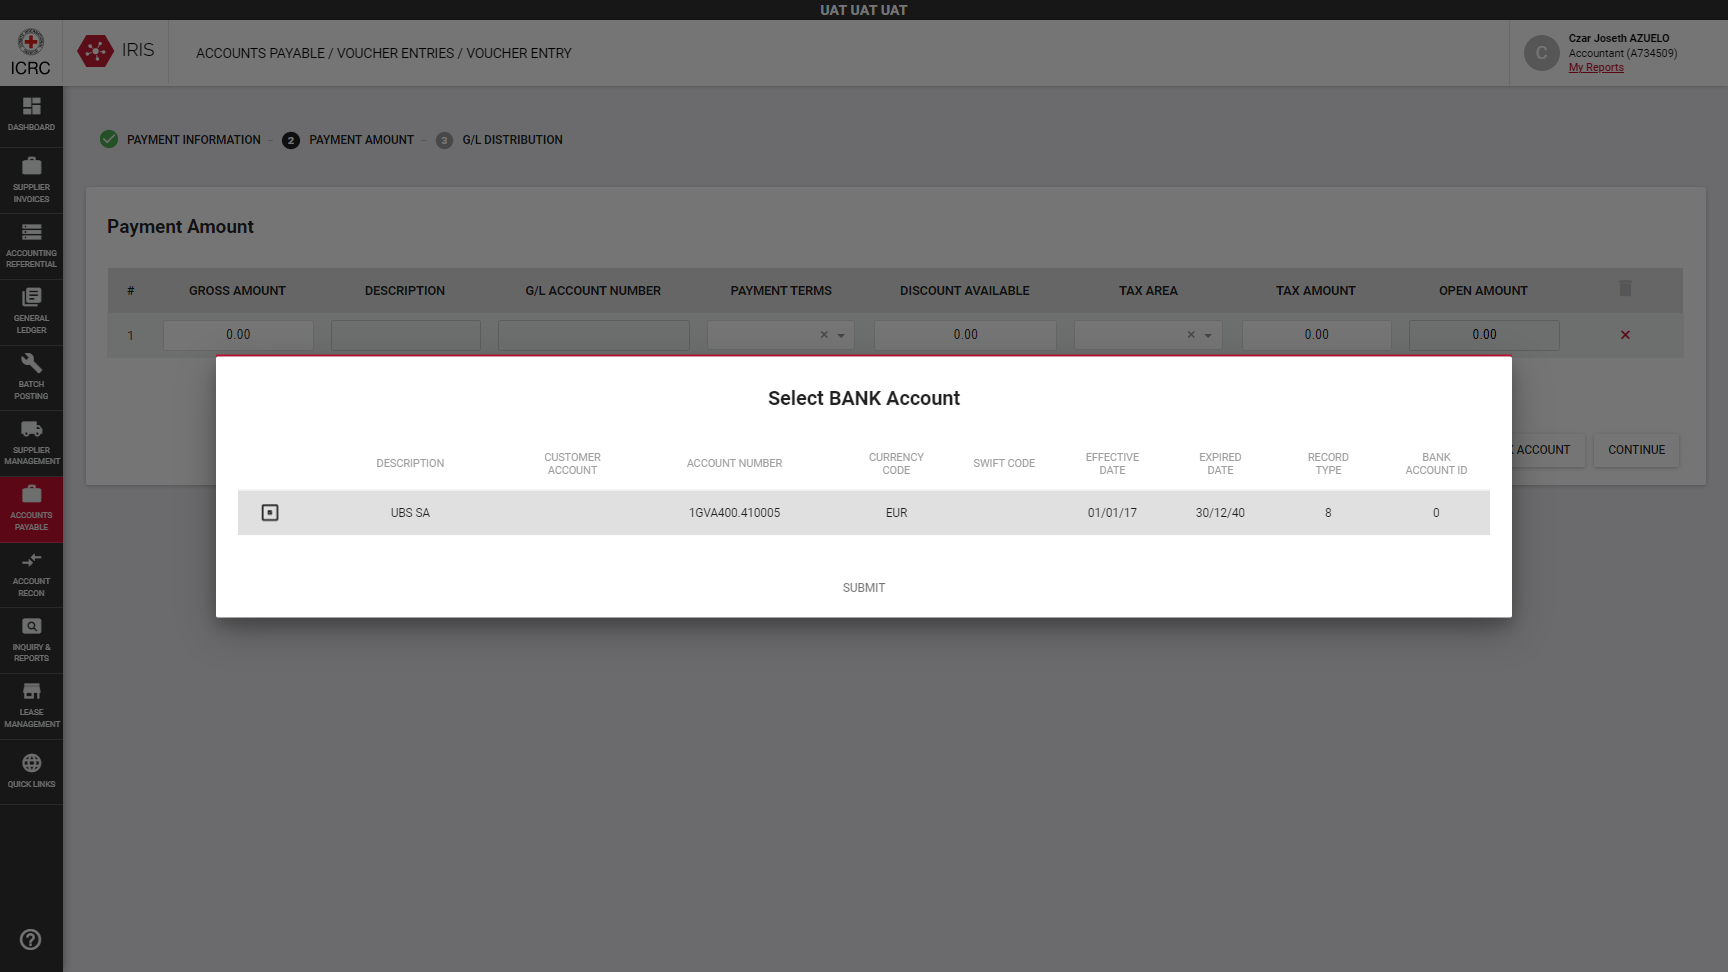 UAT UAT UAT
ICRC
IRIS
ACCOUNTS PAYABLE / VOUCHER ENTRIES / VOUCHER ENTRY
C
Czar Joseth AZUELO
Accountant (A734509)
My Reports
DASHBOARD
SUPPLIER
INVOICES
ACCOUNTING
REFERENTIAL
GENERAL
LEDGER
BATCH
POSTING
SUPPLIER
MANAGEMENT
ACCOUNTS
PAYABLE
ACCOUNT
RECON
INQUIRY &
REPORTS
LEASE
MANAGEMENT
QUICK LINKS
PAYMENT INFORMATION - 2 PAYMENT AMOUNT - 3 G/L DISTRIBUTION
Payment Amount
# GROSS AMOUNT DESCRIPTION G/L ACCOUNT NUMBER PAYMENT TERMS DISCOUNT AVAILABLE TAX AREA TAX AMOUNT OPEN AMOUNT
1 0.00 0.00 0.00 0.00
ACCOUNT CONTINUE
Select BANK Account
DESCRIPTION CUSTOMER ACCOUNT ACCOUNT NUMBER CURRENCY CODE SWIFT CODE EFFECTIVE DATE EXPIRED DATE RECORD TYPE BANK ACCOUNT ID
UBS SA 1GVA400.410005 EUR 01/01/17 30/12/40 8 0
SUBMIT